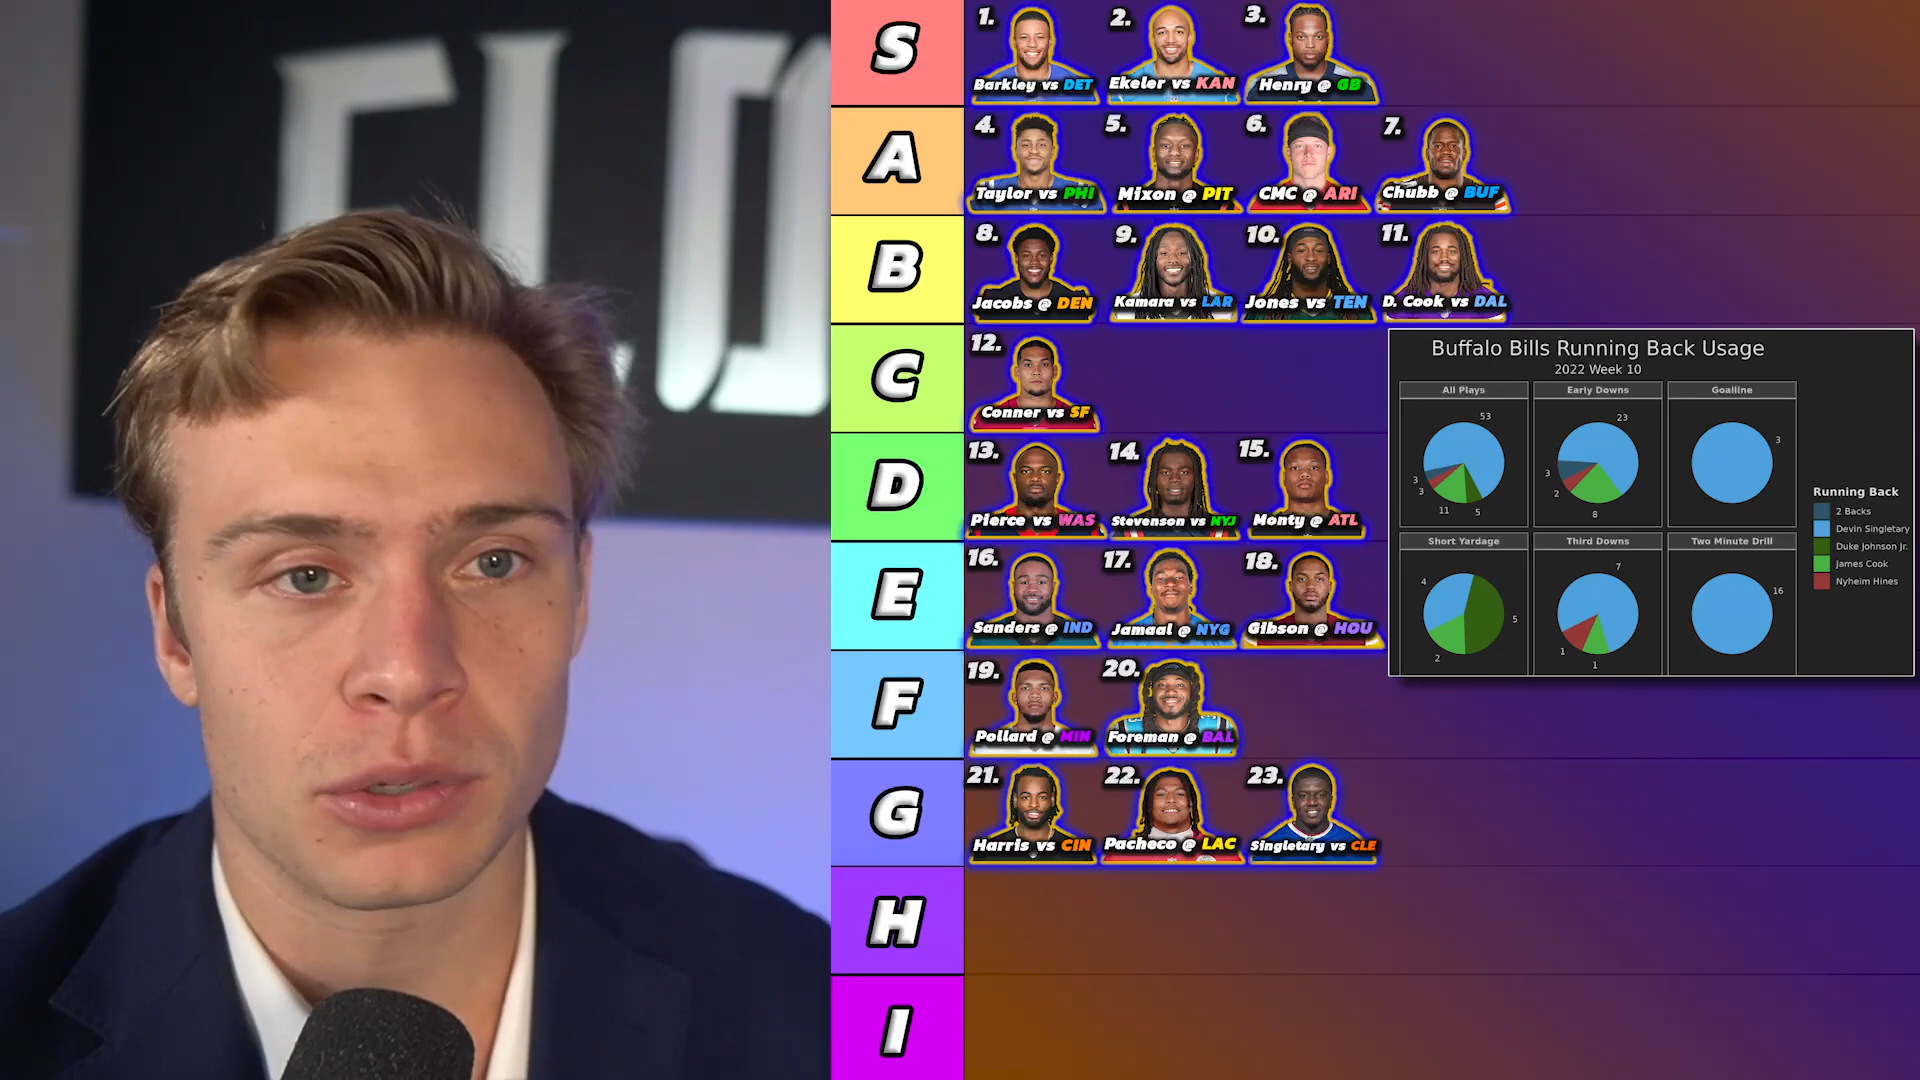 S
1.
Barkley vs DET
2.
Ekeler vs KAN
3.
Henry @ GB
A
4.
Taylor vs PHI
5.
Mixon @ PIT
6.
CMC @ ARI
7.
Chubb @ BUF
B
8.
Jacobs @ DEN
9.
Kamara vs LAR
10.
Jones vs TEN
11.
D. Cook vs DAL
C
12.
Conner vs SF
D
13.
Pierce vs WAS
14.
Stevenson vs NYJ
15.
Monty @ ATL
E
16.
Sanders @ IND
17.
Jamaal @ NYG
18.
Gibson @ HOU
F
19.
Pollard @ MIN
20.
Foreman @ BAL
G
21.
Harris vs CIN
22.
Pacheco @ LAC
23.
Singletary vs CLE
H
I
Buffalo Bills Running Back Usage
2022 Week 10
All Plays
53
3
3
11
5
Early Downs
23
3
2
8
Goalline
3
Short Yardage
4
5
2
Third Downs
7
1
1
Two Minute Drill
16
Running Back
2 Backs
Devin Singletary
Duke Johnson Jr.
James Cook
Nyheim Hines